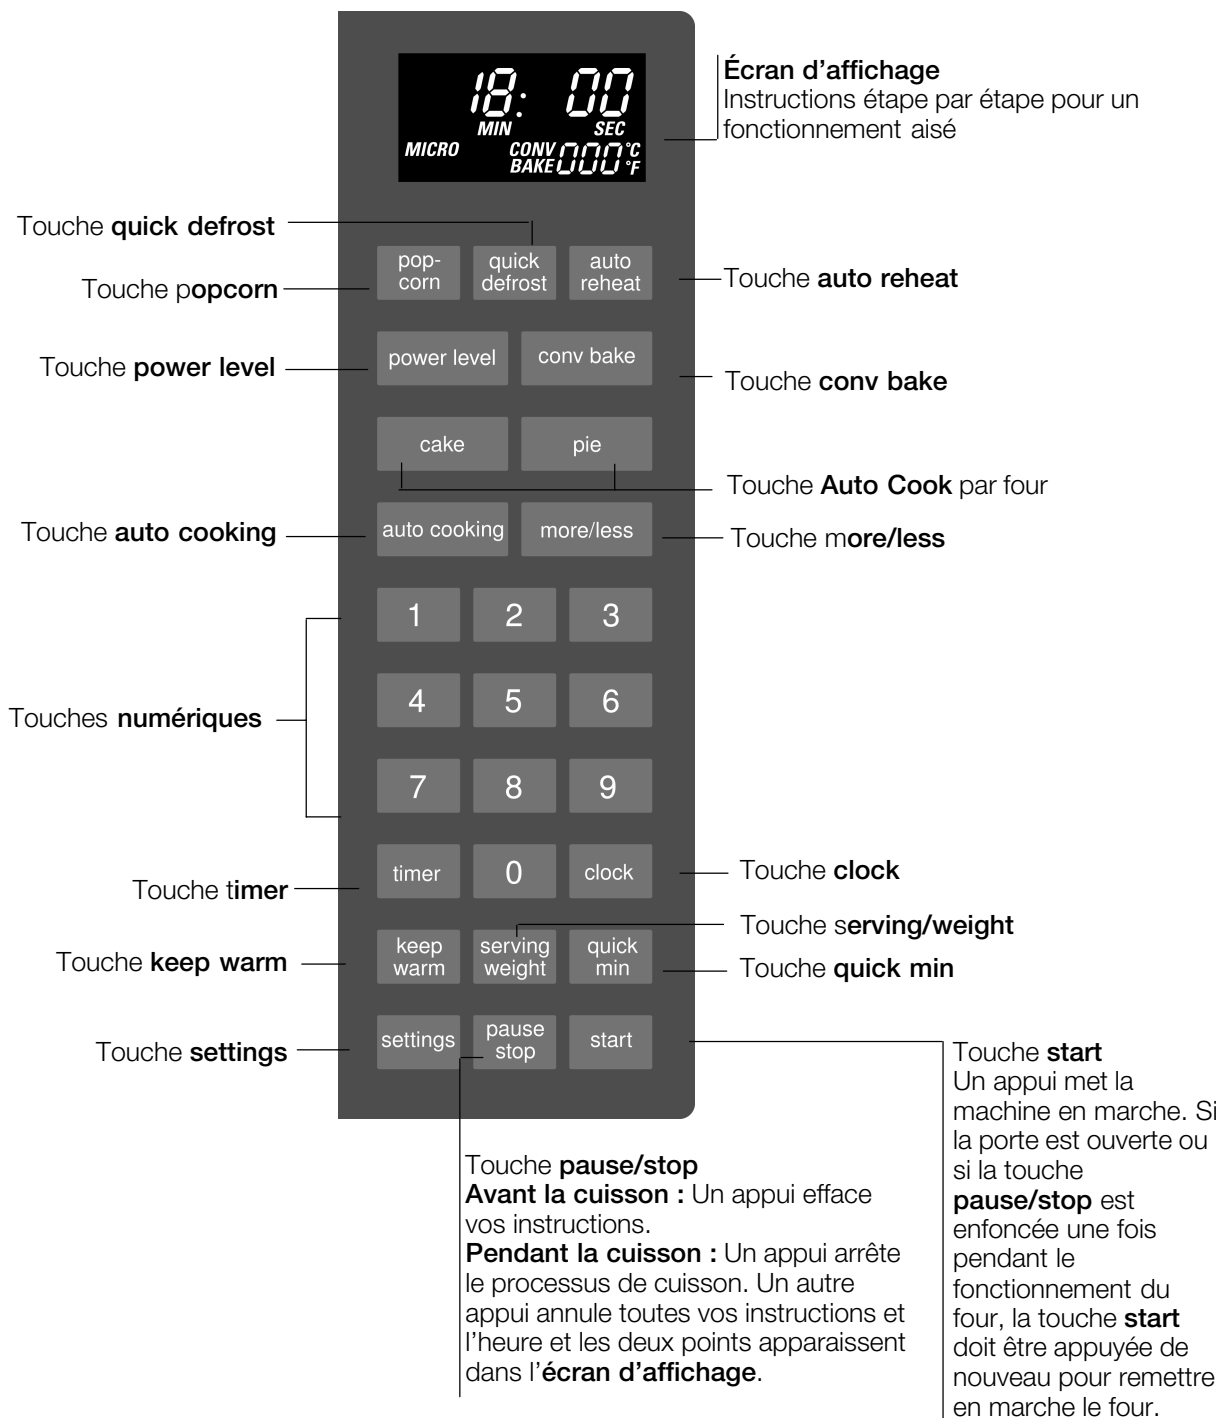 18: 00
MIN SEC
MICRO CONV 000 °C
BAKE °F
Écran d'affichage
Instructions étape par étape pour un
fonctionnement aisé
Touche quick defrost
pop-
corn
quick
defrost
auto
reheat
Touche popcorn
Touche auto reheat
Touche power level
power level
conv bake
Touche conv bake
cake
pie
Touche Auto Cook par four
Touche auto cooking
auto cooking
more/less
Touche more/less
1 2 3
4 5 6
Touches numériques
7 8 9
timer 0 clock
Touche timer
Touche clock
Touche serving/weight
keep
warm
serving
weight
quick
min
Touche keep warm
Touche quick min
settings
pause
stop
start
Touche settings
Touche pause/stop
Avant la cuisson : Un appui efface
vos instructions.
Pendant la cuisson : Un appui arrête
le processus de cuisson. Un autre
appui annule toutes vos instructions et
l'heure et les deux points apparaissent
dans l'écran d'affichage.
Touche start
Un appui met la
machine en marche. Si
la porte est ouverte ou
si la touche
pause/stop est
enfoncée une fois
pendant le
fonctionnement du
four, la touche start
doit être appuyée de
nouveau pour remettre
en marche le four.